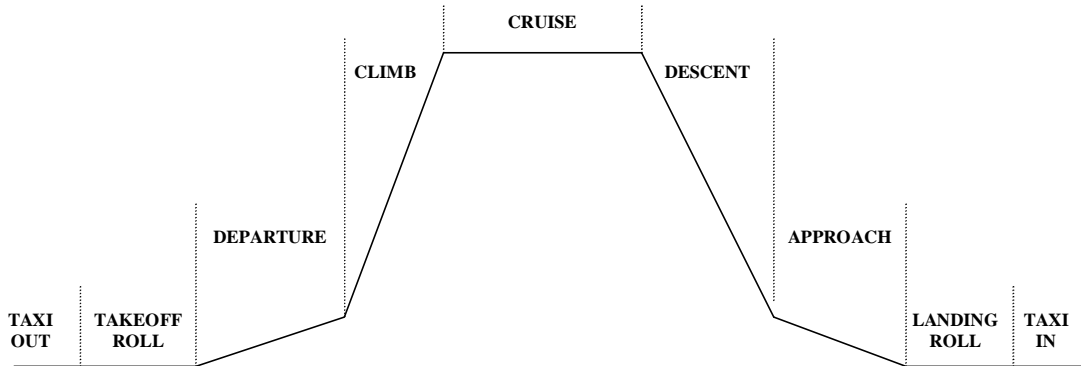 CRUISE
CLIMB
DESCENT
DEPARTURE
APPROACH
TAXI
OUT
TAKEOFF
ROLL
LANDING
ROLL
TAXI
IN